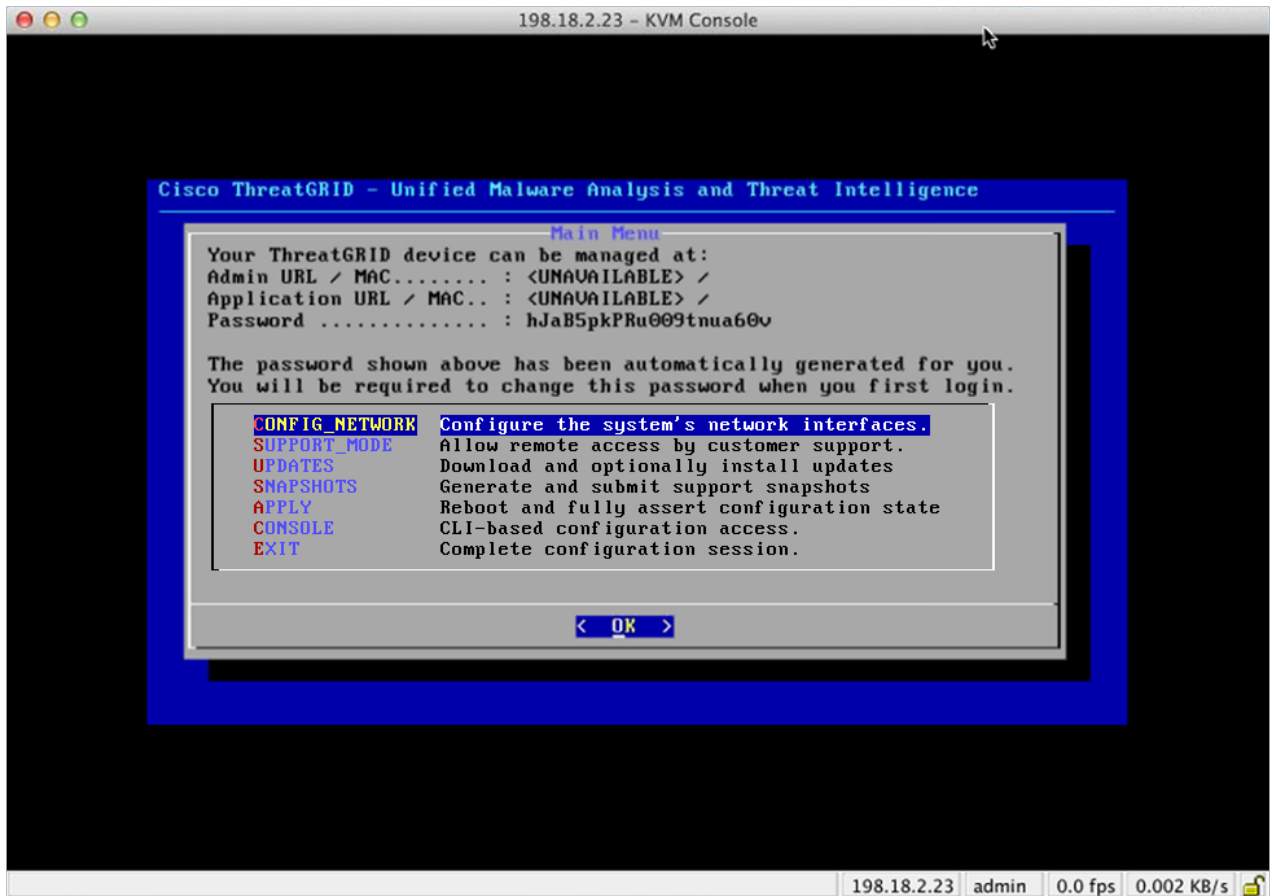 198.18.2.23 – KVM Console
Cisco ThreatGRID - Unified Malware Analysis and Threat Intelligence
Main Menu
Your ThreatGRID device can be managed at:
Admin URL / MAC........ : <UNAVAILABLE> /
Application URL / MAC.. : <UNAVAILABLE> /
Password .............. : hJaB5pkPRu009tnua60v
The password shown above has been automatically generated for you.
You will be required to change this password when you first login.
CONFIG_NETWORK Configure the system's network interfaces.
SUPPORT_MODE Allow remote access by customer support.
UPDATES Download and optionally install updates
SNAPSHOTS Generate and submit support snapshots
APPLY Reboot and fully assert configuration state
CONSOLE CLI-based configuration access.
EXIT Complete configuration session.
< OK >
198.18.2.23 admin 0.0 fps 0.002 KB/s